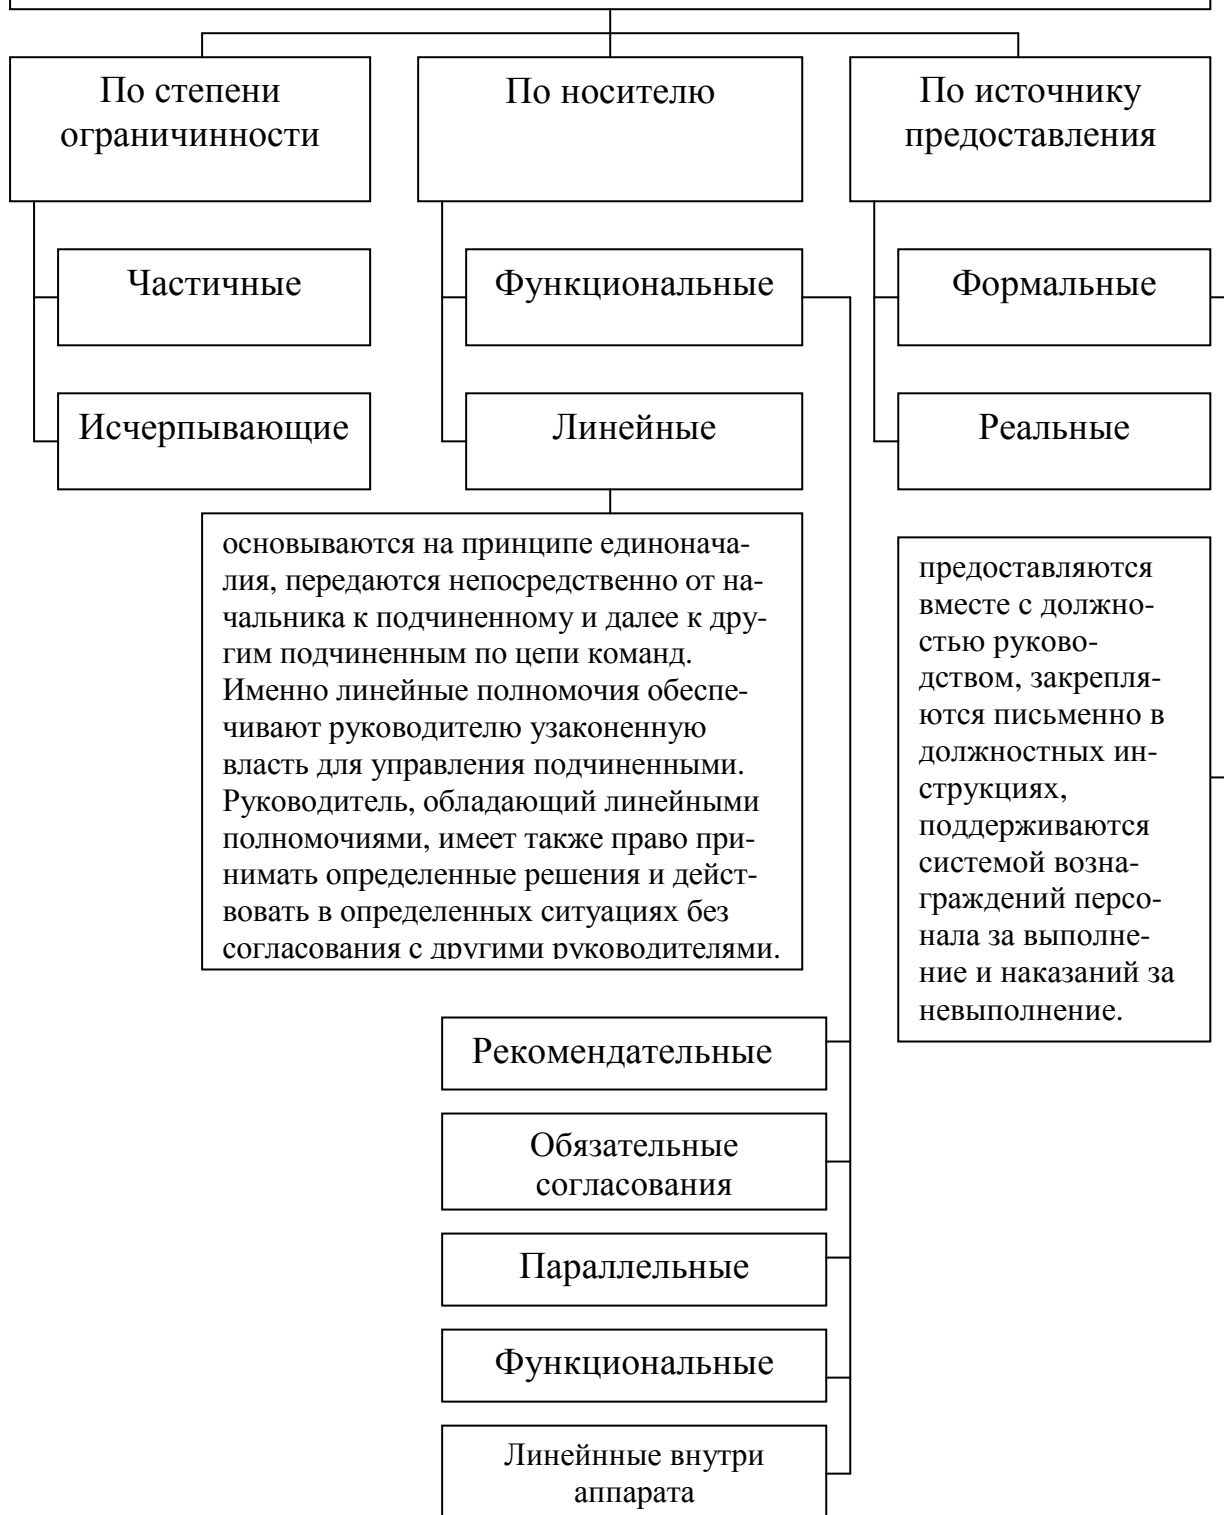 По степени
ограничинности
По носителю
По источнику
предоставления
Частичные
Функциональные
Формальные
Исчерпывающие
Линейные
Реальные
основываются на принципе единонача-
лия, передаются непосредственно от на-
чальника к подчиненному и далее к дру-
гим подчиненным по цепи команд.
Именно линейные полномочия обеспе-
чивают руководителю узаконенную
власть для управления подчиненными.
Руководитель, обладающий линейными
полномочиями, имеет также право при-
нимать определенные решения и дейст-
вовать в определенных ситуациях без
согласования с другими руководителями.
предоставляются
вместе с должно-
стью руково-
дством, закрепля-
ются письменно в
должностных ин-
струкциях,
поддерживаются
системой возна-
граждений персо-
нала за выполне-
ние и наказаний за
невыполнение.
Рекомендательные
Обязательные
согласования
Параллельные
Функциональные
Линейнные внутри
аппарата